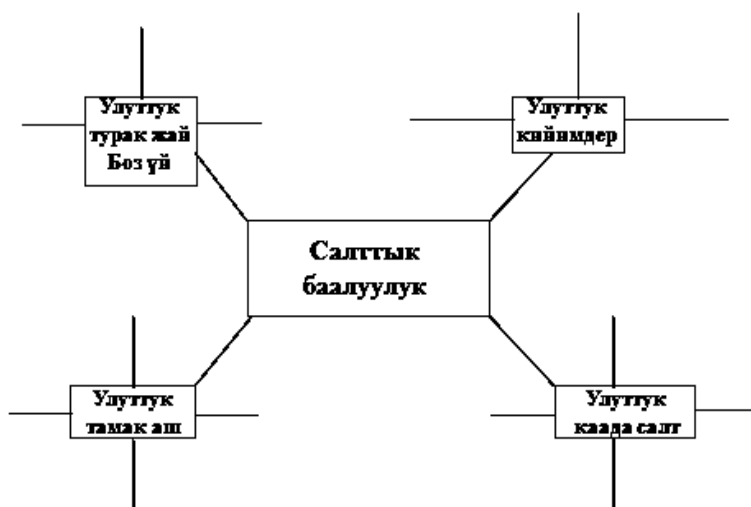 Улуттук
турак жай
Боз үй
Улуттук
кийимдер
Салттык
баалуулук
Улуттук
тамак аш
Улуттук
каада салт